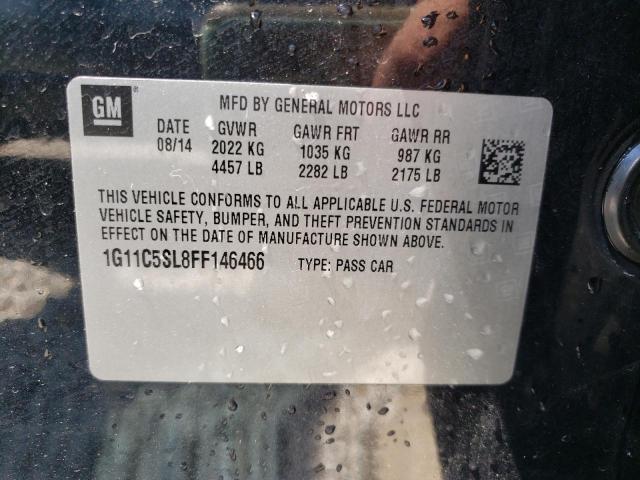 GM ®
MFD BY GENERAL MOTORS LLC
DATE GVWR GAWR FRT GAWR RR
08/14 2022 KG 1035 KG 987 KG
4457 LB 2282 LB 2175 LB
THIS VEHICLE CONFORMS TO ALL APPLICABLE U.S. FEDERAL MOTOR
VEHICLE SAFETY, BUMPER, AND THEFT PREVENTION STANDARDS IN
EFFECT ON THE DATE OF MANUFACTURE SHOWN ABOVE.
1G11C5SL8FF146466 TYPE: PASS CAR